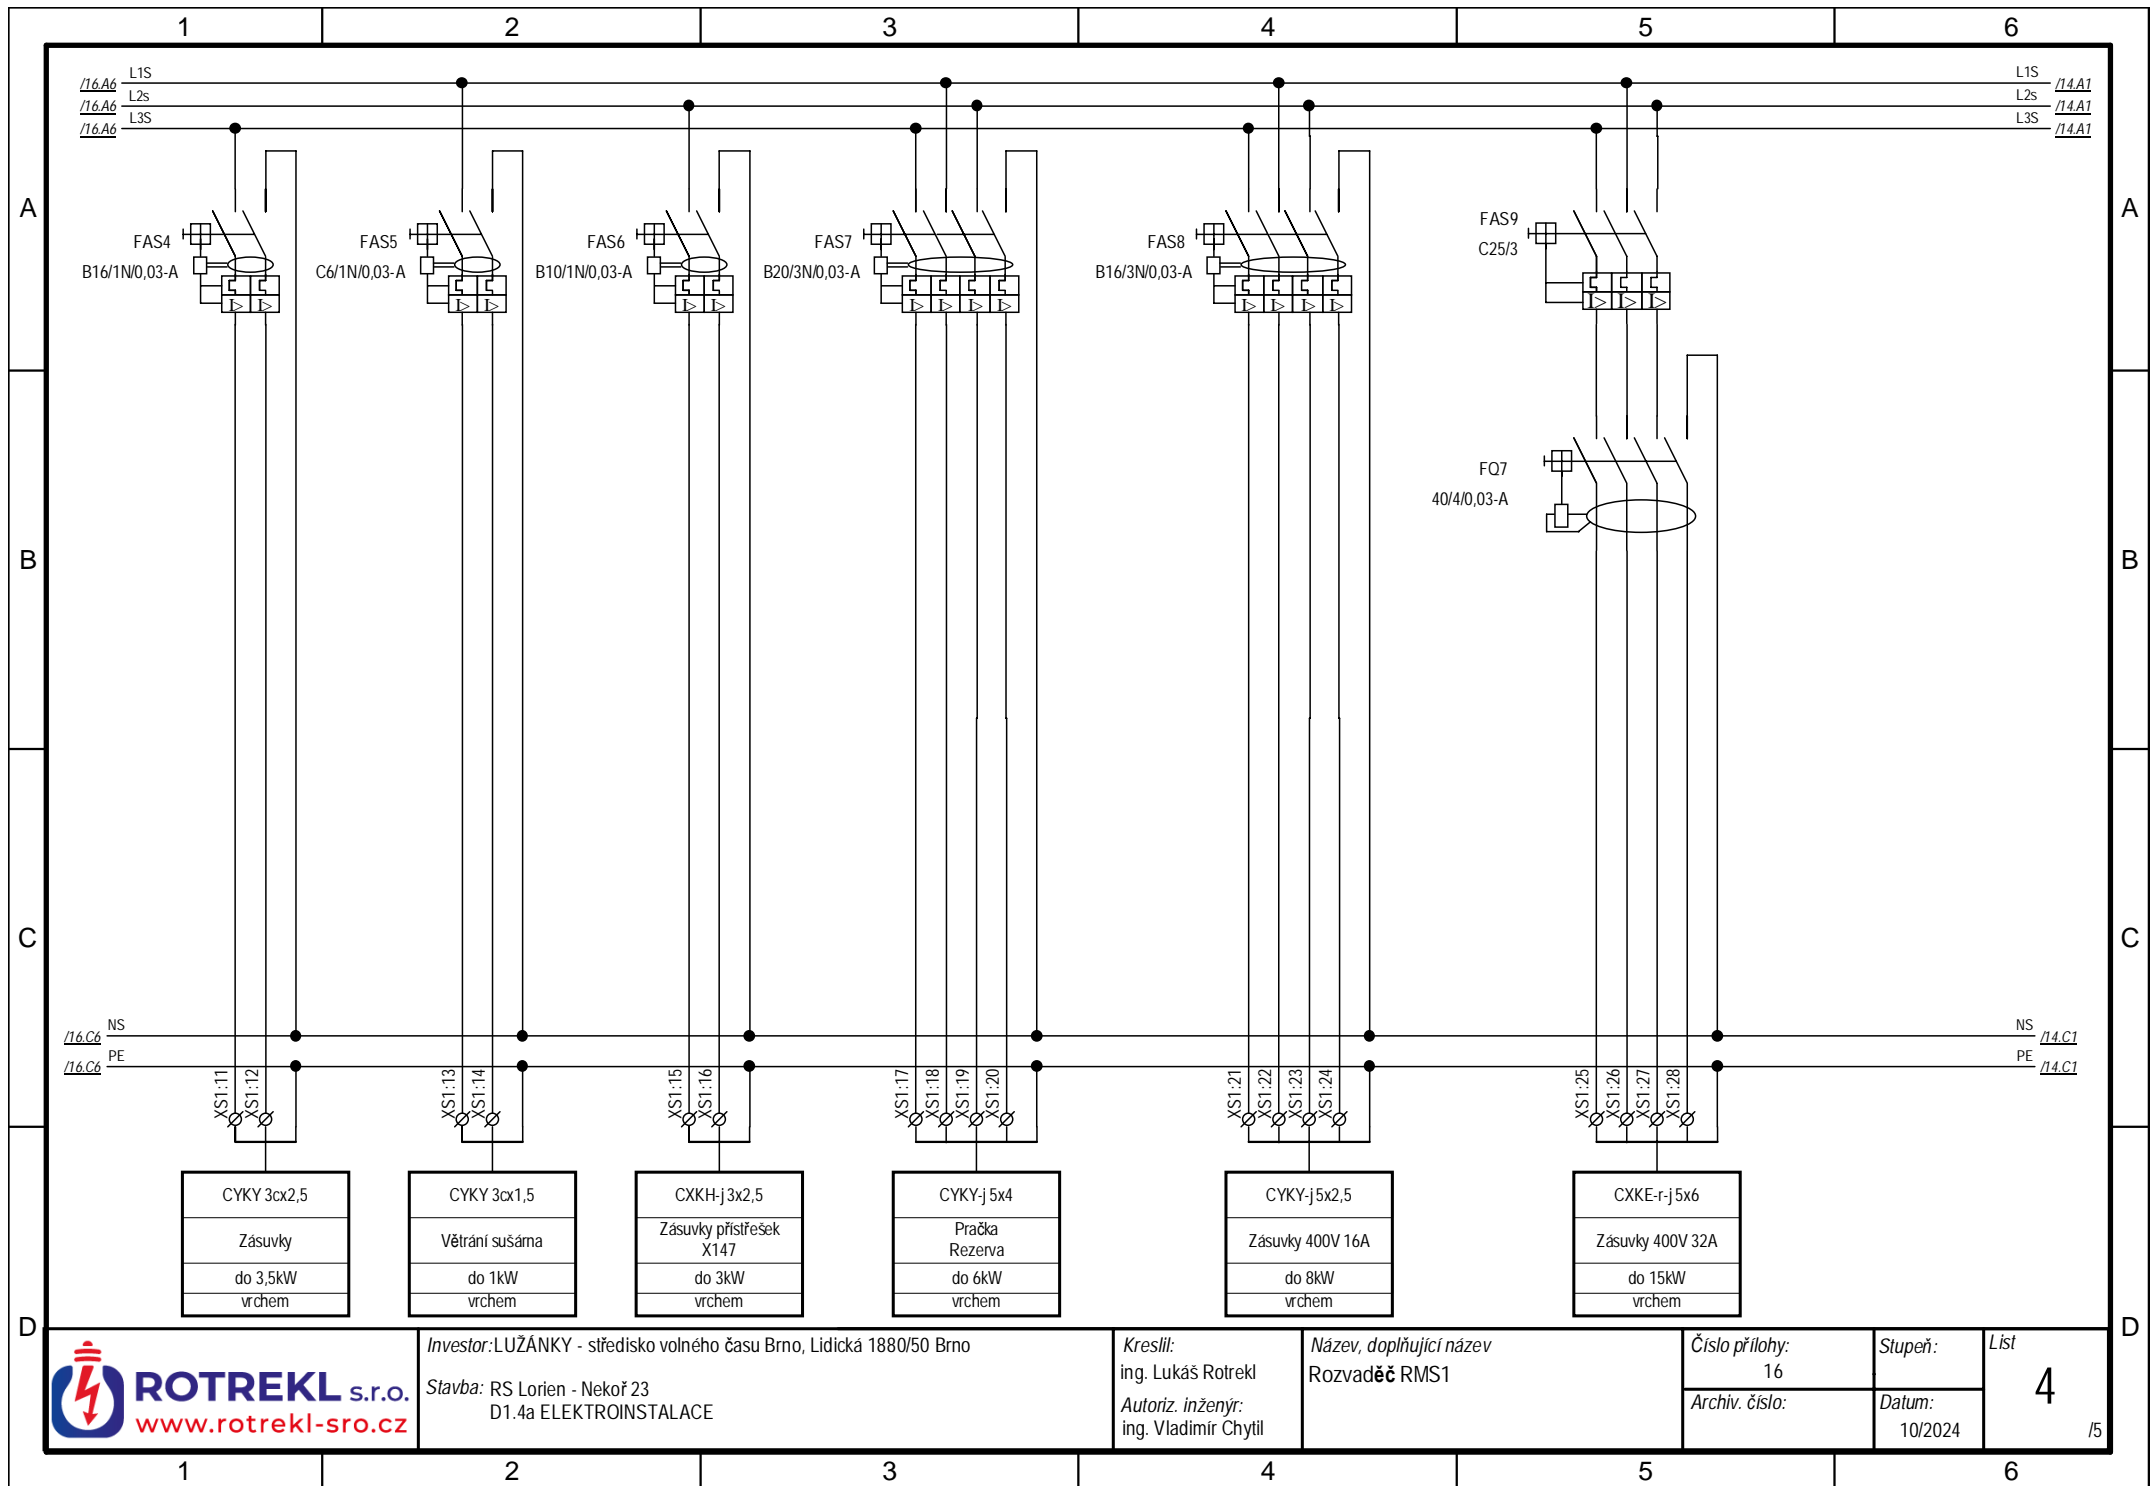 1 2 3 4 5 6
L1S
/16.A6
L2s
/16.A6
L3S
/16.A6
L1S
/14.A1
L2s
/14.A1
L3S
/14.A1
A
A
FAS4
B16/1N/0,03-A
I> I>
FAS5
C6/1N/0,03-A
I> I>
FAS6
B10/1N/0,03-A
I> I>
FAS7
B20/3N/0,03-A
I> I> I> I>
FAS8
B16/3N/0,03-A
I> I> I> I>
FAS9
C25/3
I> I> I>
FQ7
40/4/0,03-A
B
B
C
C
NS
/16.C6
PE
/16.C6
NS
/14.C1
PE
/14.C1
XS1:11
XS1:12
XS1:13
XS1:14
XS1:15
XS1:16
XS1:17
XS1:18
XS1:19
XS1:20
XS1:21
XS1:22
XS1:23
XS1:24
XS1:25
XS1:26
XS1:27
XS1:28
CYKY 3cx2,5
Zásuvky
do 3,5kW
vrchem
CYKY 3cx1,5
Větrání sušárna
do 1kW
vrchem
CXKH-j 3x2,5
Zásuvky přístřešek
X147
do 3kW
vrchem
CYKY-j 5x4
Pračka
Rezerva
do 6kW
vrchem
CYKY-j 5x2,5
Zásuvky 400V 16A
do 8kW
vrchem
CXKE-r-j 5x6
Zásuvky 400V 32A
do 15kW
vrchem
D
D
ROTREKL s.r.o.
www.rotrekl-sro.cz
Investor:LUŽÁNKY - středisko volného času Brno, Lidická 1880/50 Brno
Stavba: RS Lorien - Nekoř 23
D1.4a ELEKTROINSTALACE
Kreslil:
ing. Lukáš Rotrekl
Autoriz. inženýr:
ing. Vladimír Chytil
Název, doplňující název
Rozvaděč RMS1
Číslo přílohy:
16
Archiv. číslo:
Stupeň:
Datum:
10/2024
List
4
/5
1 2 3 4 5 6